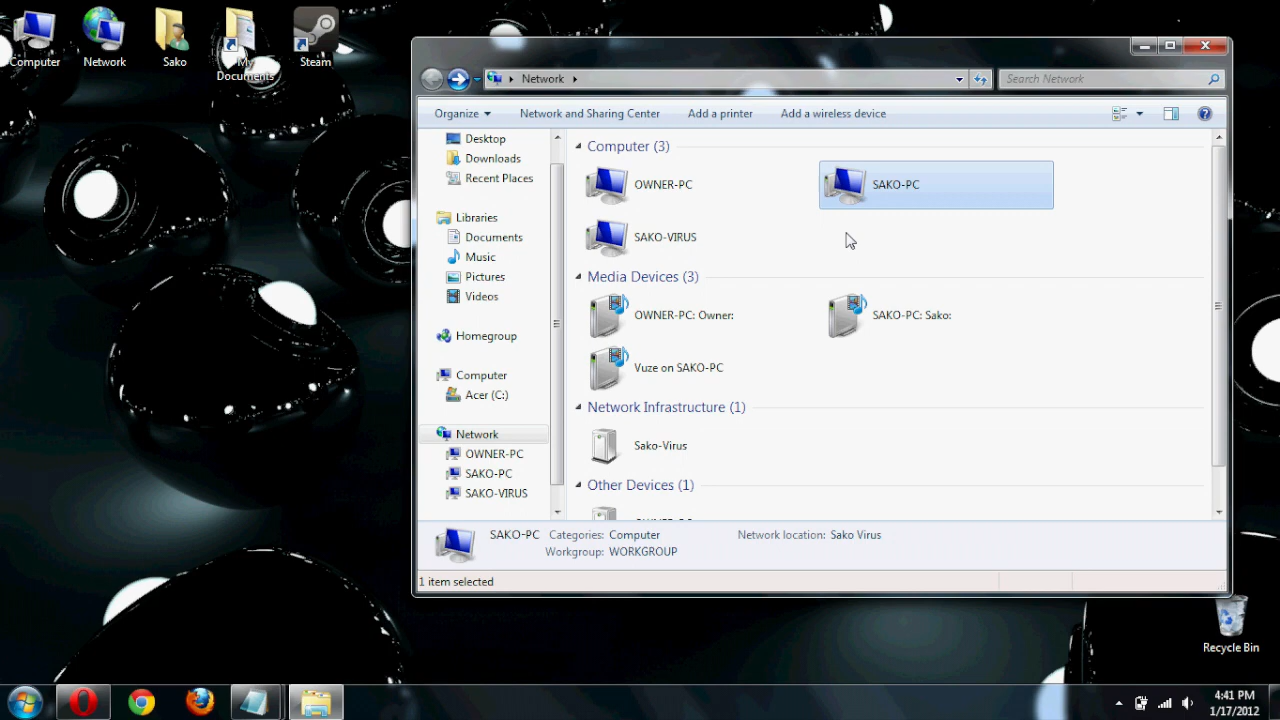 Computer
Network
Sako
My
Documents
Steam
Network
Search Network
Organize
Network and Sharing Center
Add a printer
Add a wireless device
Desktop
Downloads
Recent Places
Libraries
Documents
Music
Pictures
Videos
Homegroup
Computer
Acer (C:)
Network
OWNER-PC
SAKO-PC
SAKO-VIRUS
Computer (3)
OWNER-PC
SAKO-PC
SAKO-VIRUS
Media Devices (3)
OWNER-PC: Owner:
SAKO-PC: Sako:
Vuze on SAKO-PC
Network Infrastructure (1)
Sako-Virus
Other Devices (1)
SAKO-PC Categories: Computer Network location: Sako Virus
Workgroup: WORKGROUP
1 item selected
Recycle Bin
4:41 PM
1/17/2012